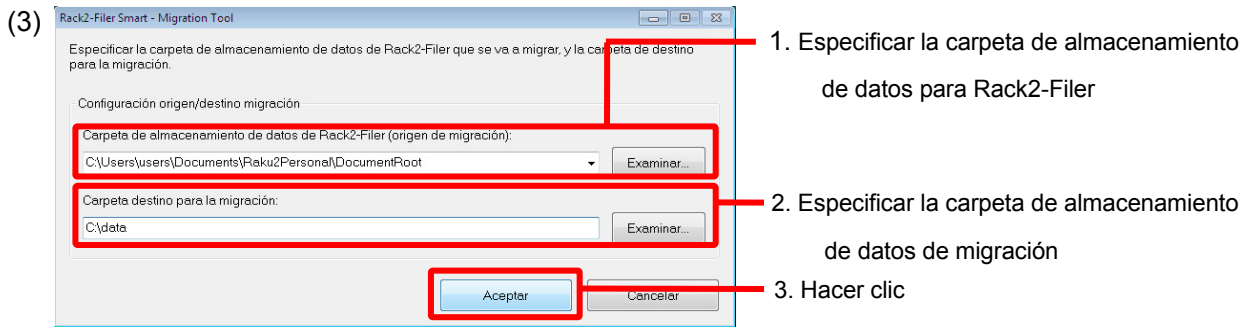 (3)
Rack2-Filer Smart - Migration Tool
Especificar la carpeta de almacenamiento de datos de Rack2-Filer que se va a migrar, y la carpeta de destino
para la migración.
Configuración origen/destino migración
Carpeta de almacenamiento de datos de Rack2-Filer (origen de migración):
C:\Users\users\Documents\Raku2Personal\DocumentRoot
Examinar...
Carpeta destino para la migración:
C:\data
Examinar...
Aceptar
Cancelar
1. Especificar la carpeta de almacenamiento
de datos para Rack2-Filer
2. Especificar la carpeta de almacenamiento
de datos de migración
3. Hacer clic